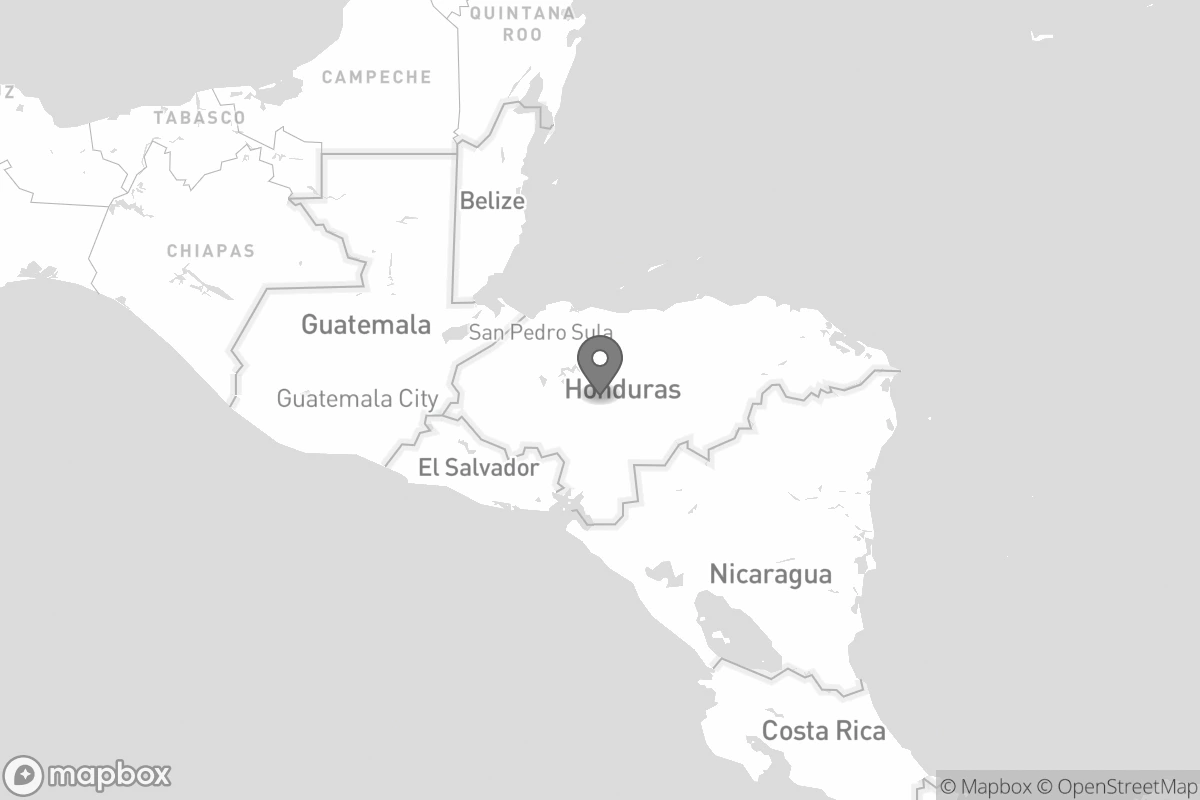 QUINTANA
ROO
CAMPECHE
TABASCO
Belize
CHIAPAS
Guatemala
San Pedro Sula
Honduras
Guatemala City
El Salvador
Nicaragua
Costa Rica
mapbox
© Mapbox © OpenStreetMap